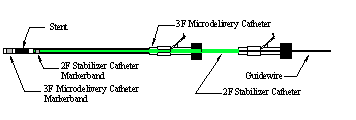 3F Microdelivery Catheter
Stent
2F Stabilizer Catheter
Markerband
Guidewire
3F Microdelivery Catheter
Markerband
2F Stabilizer Catheter